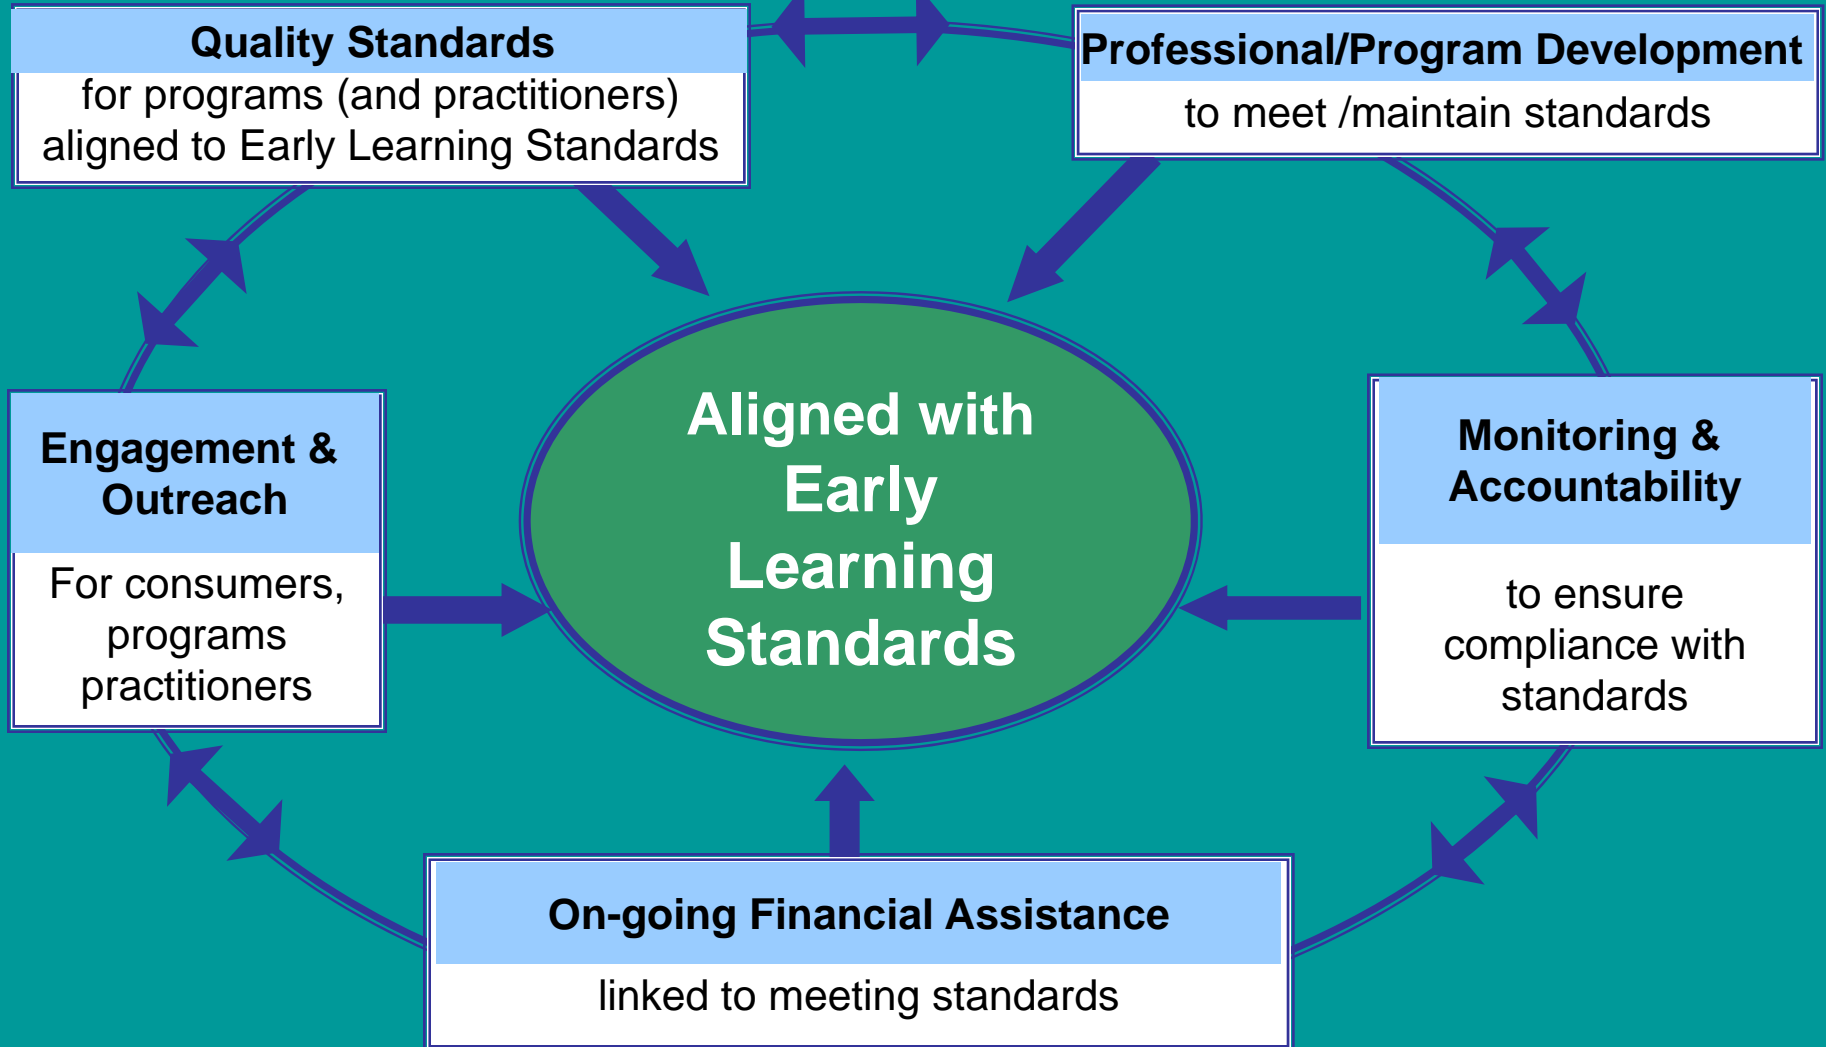 Quality Standards
for programs (and practitioners)
aligned to Early Learning Standards
Professional/Program Development
to meet /maintain standards
Engagement &
Outreach
For consumers,
programs
practitioners
Aligned with
Early
Learning
Standards
Monitoring &
Accountability
to ensure
compliance with
standards
On-going Financial Assistance
linked to meeting standards